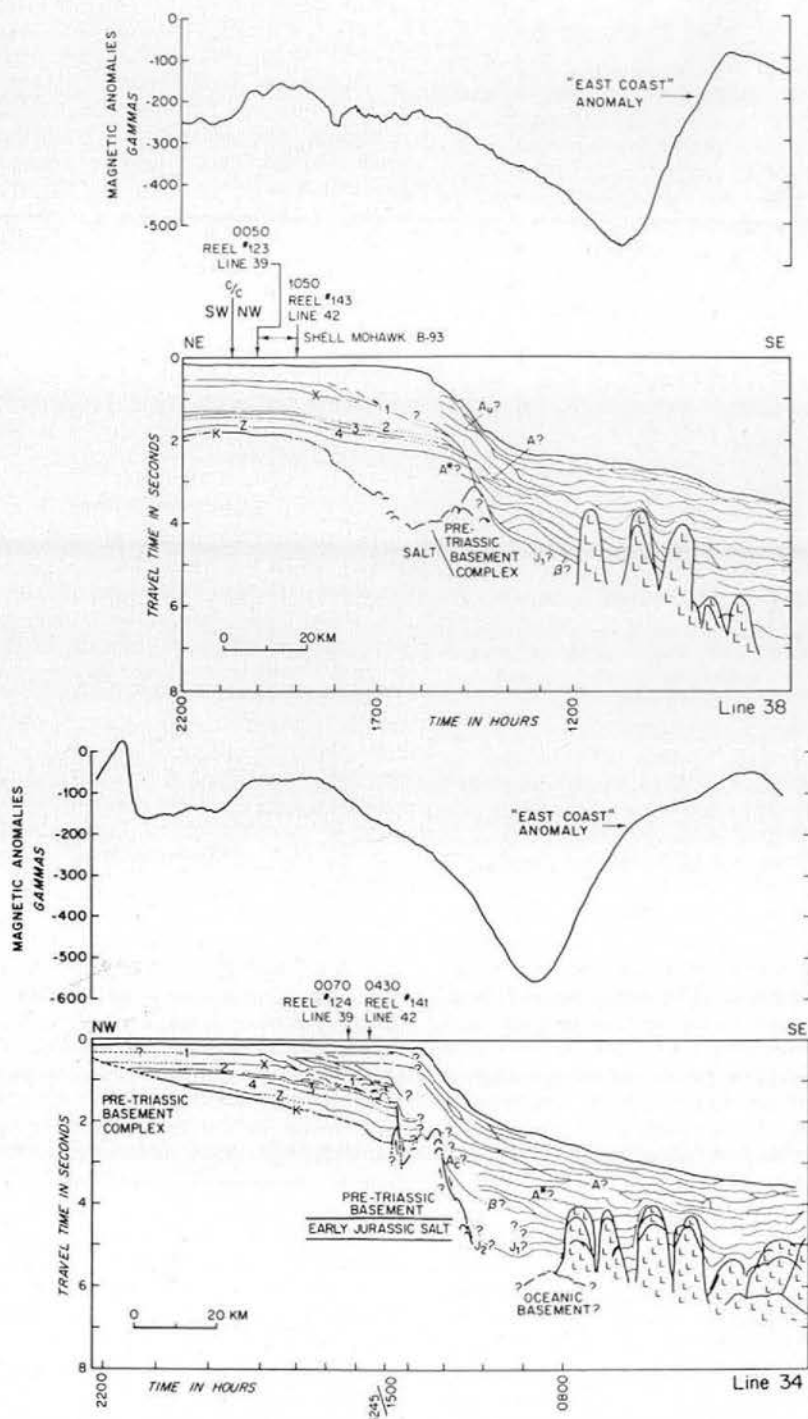 MAGNETIC ANOMALIES
GAMMAS
0
-100
-200
-300
-400
-500
"EAST COAST"
ANOMALY
0050
REEL #123
LINE 39
1050
REEL #143
LINE 42
C/C
SW NW
SHELL MOHAWK B-93
NE
SE
TRAVEL TIME IN SECONDS
0
2
4
6
8
X
1
?
Z
3
2
K
4
A₀?
A?
A*?
?
SALT
PRE-
TRIASSIC
BASEMENT
COMPLEX
J₁?
β?
L L L L L L
0 20 KM
2200
1700
1200
TIME IN HOURS
Line 38
MAGNETIC ANOMALIES
GAMMAS
0
-100
-200
-300
-400
-500
-600
"EAST COAST"
ANOMALY
0070 0430
REEL #124 REEL #141
LINE 39 LINE 42
NW
SE
TRAVEL TIME IN SECONDS
0
2
4
6
8
? 1
2 X
4
Z
K
1
?
PRE-TRIASSIC
BASEMENT
COMPLEX
PRE-TRIASSIC
BASEMENT
EARLY JURASSIC SALT
A?
A*?
β?
J₂?
J₁?
OCEANIC
BASEMENT?
L L L L L L
0 20 KM
2200
245/1500
0800
TIME IN HOURS
Line 34